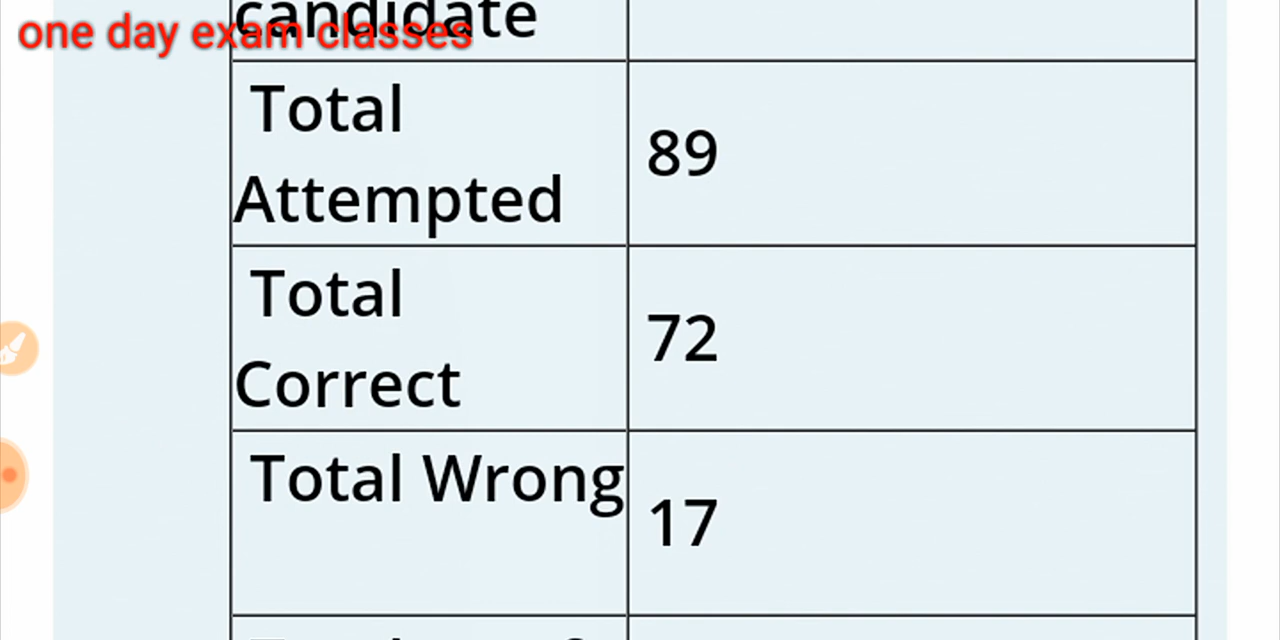 candidate
one day exam classes
Total
Attempted
89
Total
Correct
72
Total Wrong
17